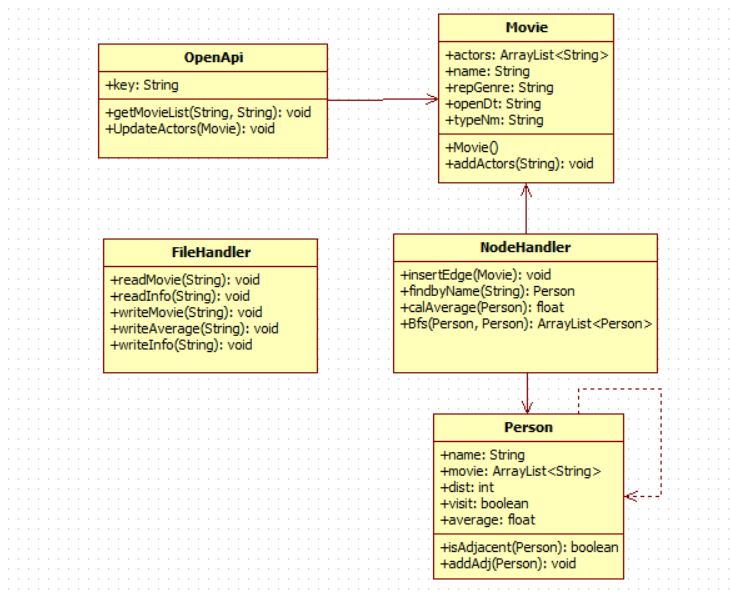 OpenApi
+key: String
+getMovieList(String, String): void
+UpdateActors(Movie): void
Movie
+actors: ArrayList<String>
+name: String
+repGenre: String
+openDt: String
+typeNm: String
+Movie()
+addActors(String): void
FileHandler
+readMovie(String): void
+readInfo(String): void
+writeMovie(String): void
+writeAverage(String): void
+writeInfo(String): void
NodeHandler
+insertEdge(Movie): void
+findbyName(String): Person
+calAverage(Person): float
+Bfs(Person, Person): ArrayList<Person>
Person
+name: String
+movie: ArrayList<String>
+dist: int
+visit: boolean
+average: float
+isAdjacent(Person): boolean
+addAdj(Person): void